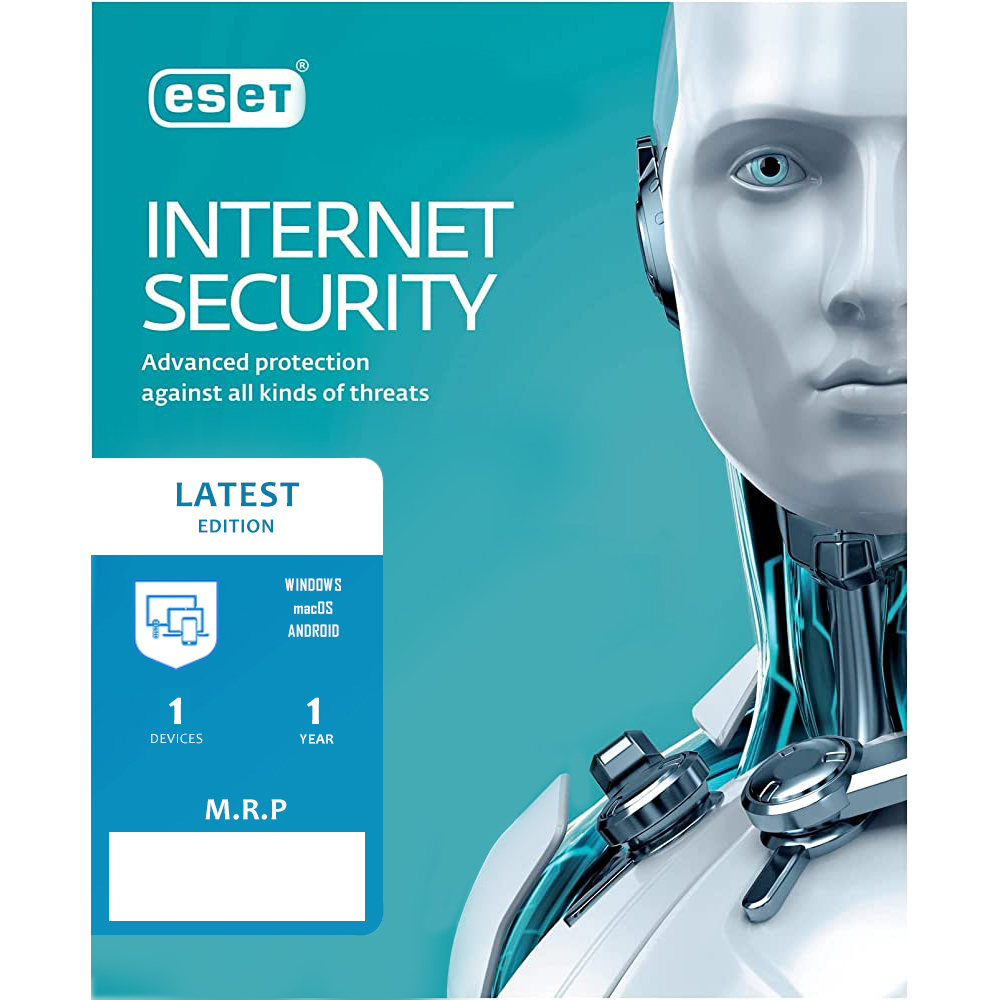 eseT®
INTERNET
SECURITY
Advanced protection
against all kinds of threats
LATEST
EDITION
WINDOWS
macOS
ANDROID
1
DEVICES
1
YEAR
M.R.P